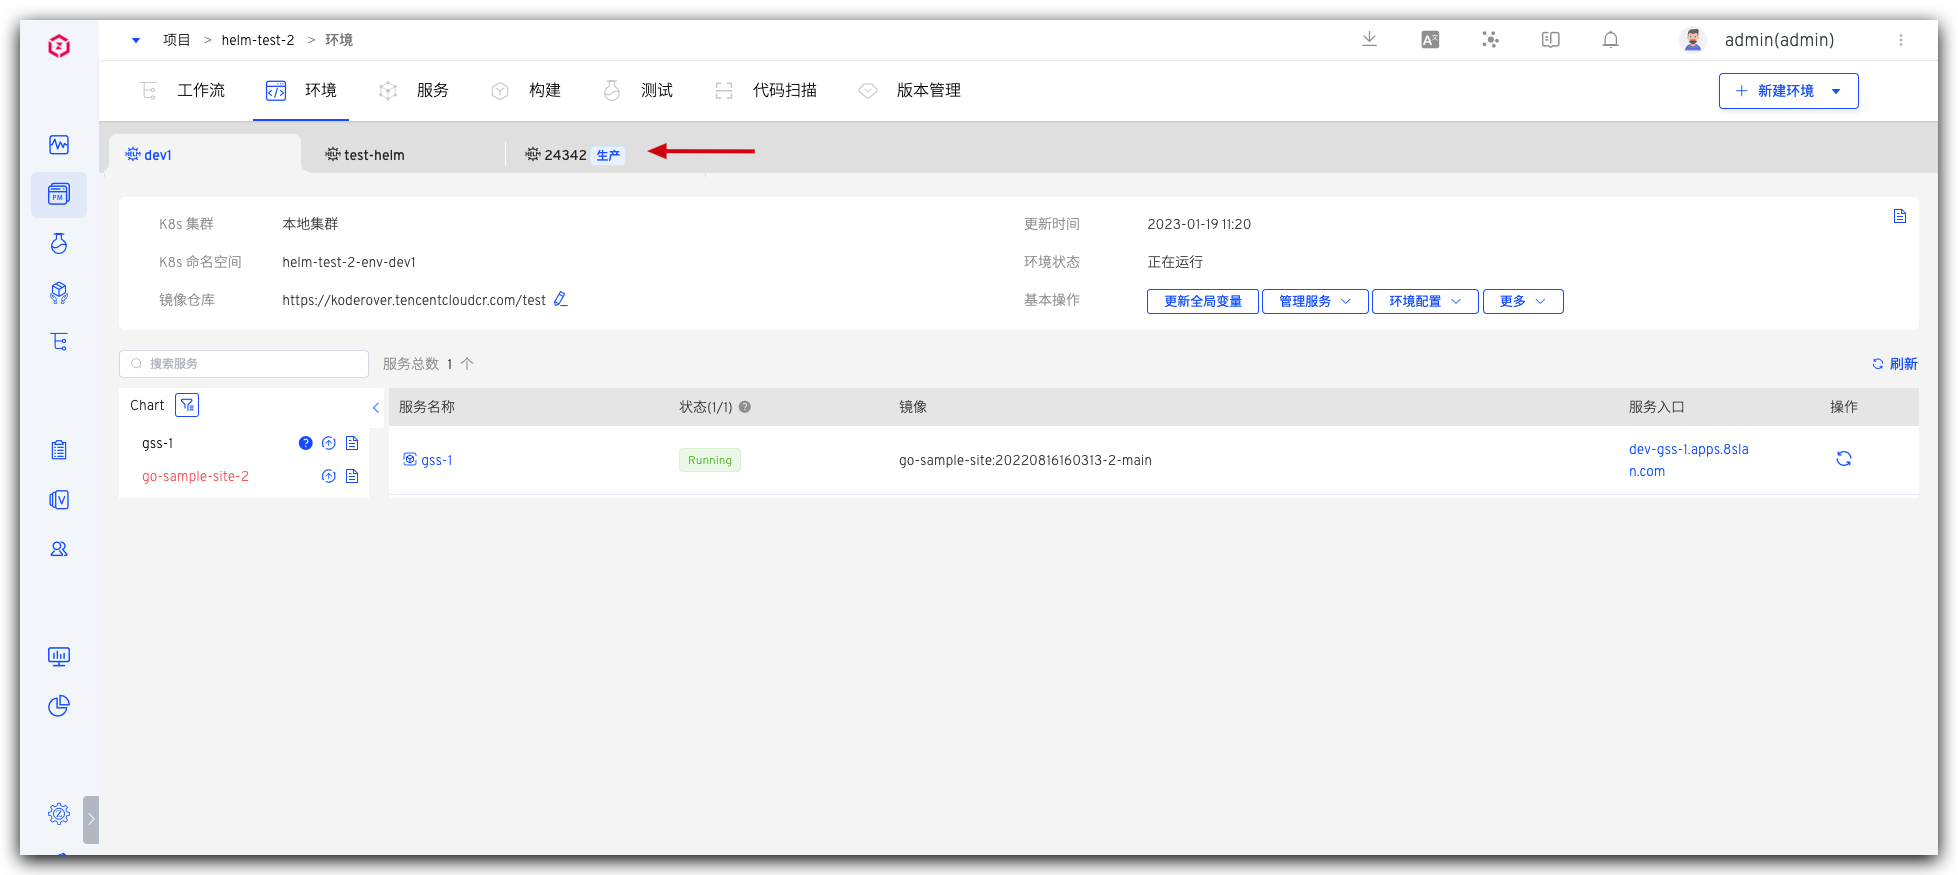 项目 > helm-test-2 > 环境
admin(admin)
工作流 环境 服务 构建 测试 代码扫描 版本管理
新建环境
dev1 test-helm 24342 生产
K8s 集群 本地集群 更新时间 2023-01-19 11:20
K8s 命名空间 helm-test-2-env-dev1 环境状态 正在运行
镜像仓库 https://koderover.tencentcloudcr.com/test 基本操作 更新全局变量 管理服务 环境配置 更多
搜索服务 服务总数 1 个 刷新
Chart
服务名称 状态(1/1) 镜像 服务入口 操作
gss-1
go-sample-site-2
gss-1 Running go-sample-site:20220816160313-2-main dev-gss-1.apps.8sla
n.com